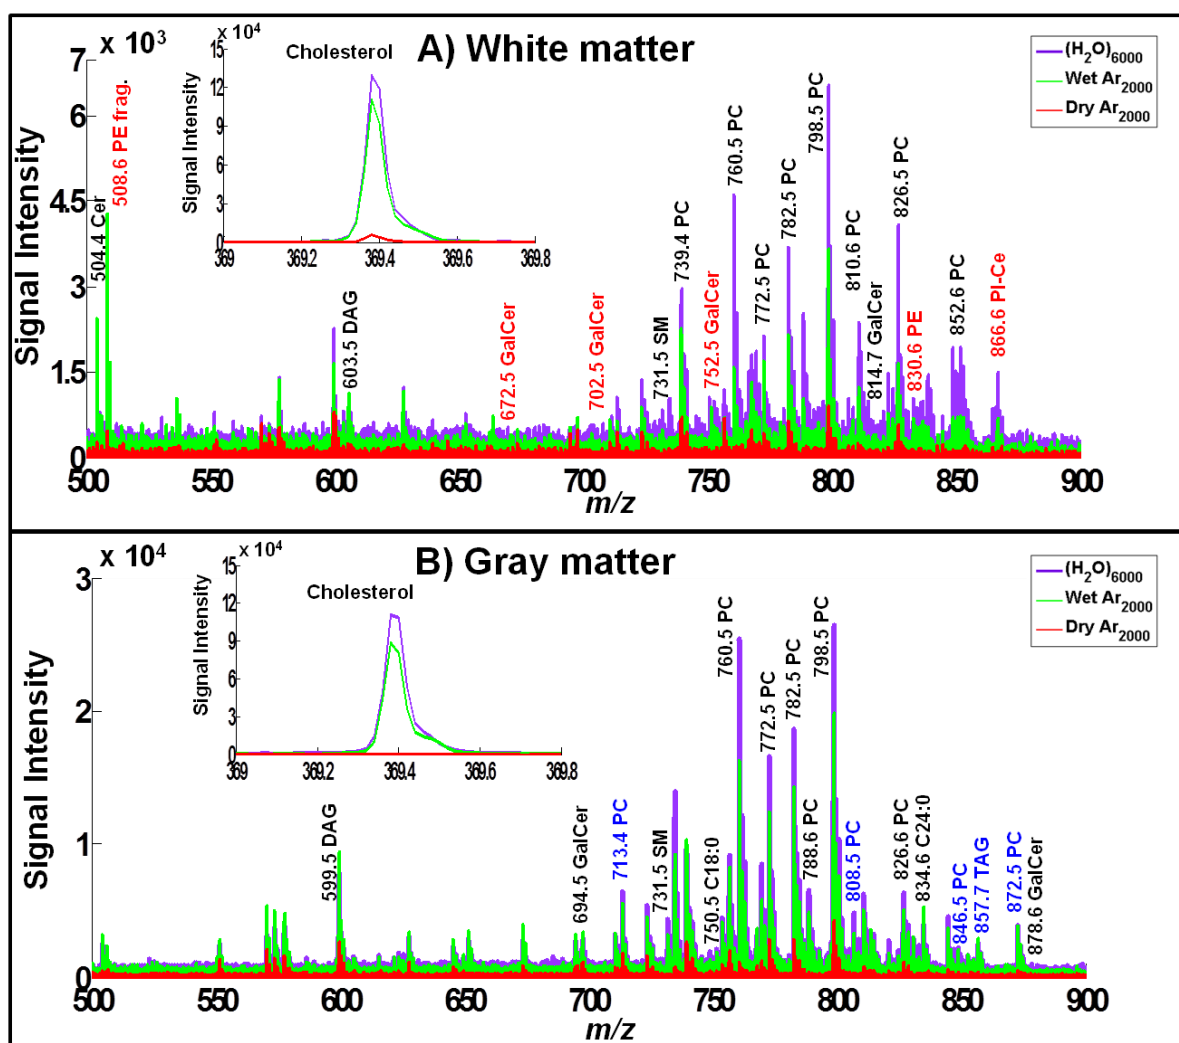 A) White matter
x 10³
Signal Intensity
7
6
4.5
3
1.5
0
500
550
600
650
700
750
800
850
900
m/z
(H₂O)₆₀₀₀
Wet Ar₂₀₀₀
Dry Ar₂₀₀₀
x 10⁴
Cholesterol
Signal Intensity
15
12
9
6
3
0
369
369.2
369.4
369.6
369.8
504.4 Cer
508.6 PE frag.
603.5 DAG
672.5 GalCer
702.5 GalCer
731.5 SM
739.4 PC
752.5 GalCer
760.5 PC
772.5 PC
782.5 PC
798.5 PC
810.6 PC
814.7 GalCer
826.5 PC
830.6 PE
852.6 PC
866.6 PI-Ce
B) Gray matter
x 10⁴
Signal Intensity
3
2
1
0
500
550
600
650
700
750
800
850
900
m/z
(H₂O)₆₀₀₀
Wet Ar₂₀₀₀
Dry Ar₂₀₀₀
x 10⁴
Cholesterol
Signal Intensity
15
12
9
6
3
0
369
369.2
369.4
369.6
369.8
599.5 DAG
694.5 GalCer
713.4 PC
731.5 SM
750.5 C18:0
760.5 PC
772.5 PC
782.5 PC
788.6 PC
798.5 PC
808.5 PC
826.6 PC
834.6 C24:0
846.5 PC
857.7 TAG
872.5 PC
878.6 GalCer